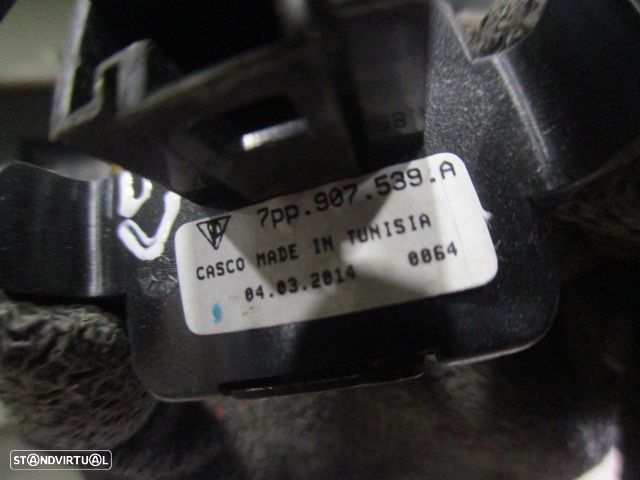 7pp.907.539.A
CASCO MADE IN TUNISIA
04.03.2014 0064
STANDVIRTUAL